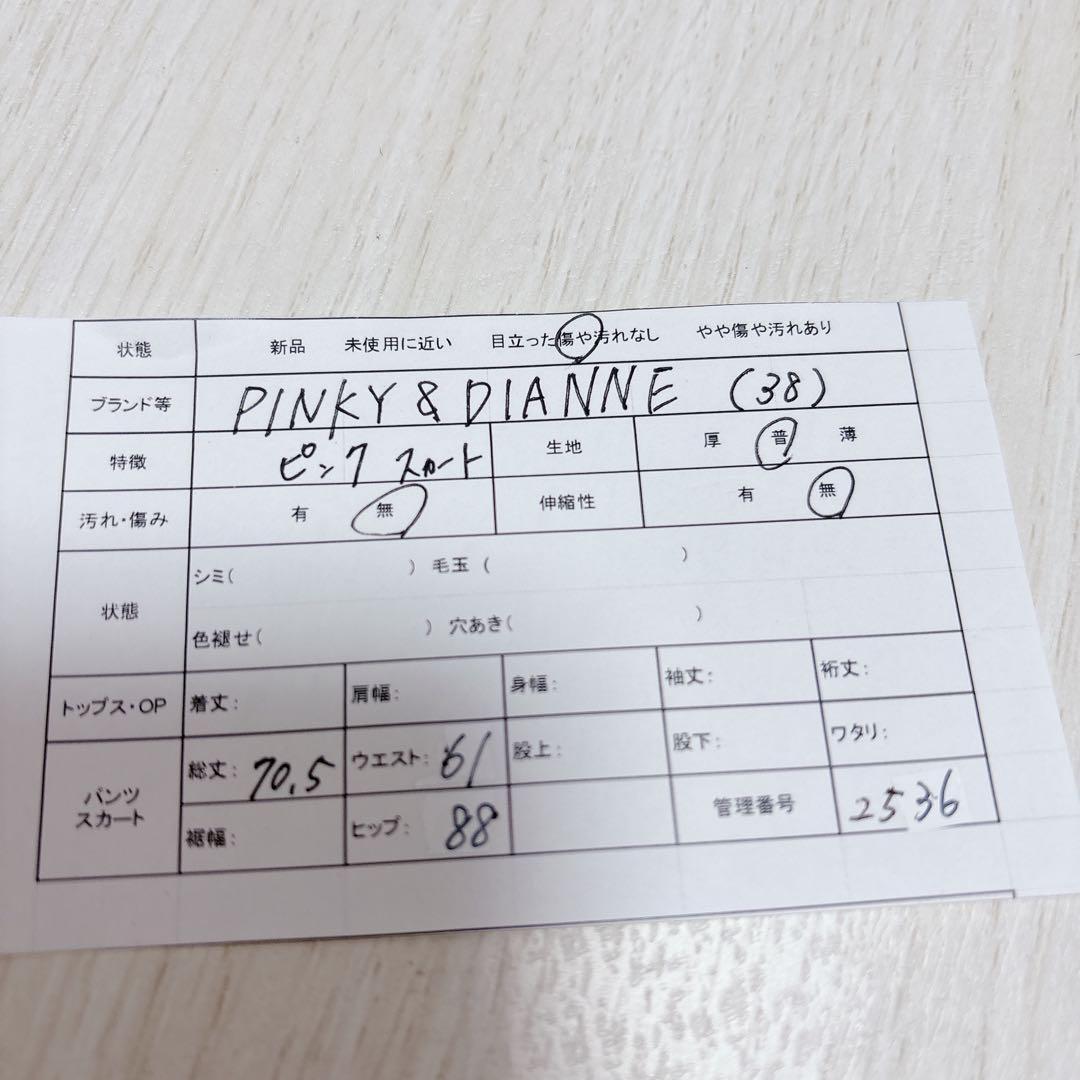 状態 新品 未使用に近い 目立った傷や汚れなし やや傷や汚れあり
ブランド等 PINKY & DIANNE (38)
特徴 ピンク スカート 生地 厚 普 薄
汚れ・傷み 有 無 伸縮性 有 無
状態 シミ( ) 毛玉 ( )
色褪せ( ) 穴あき( )
トップス・OP 着丈: 肩幅: 身幅: 袖丈: 裄丈:
パンツ スカート 総丈: 70.5 ウエスト: 61 股上: 股下: ワタリ:
裾幅: ヒップ: 88 管理番号 2536